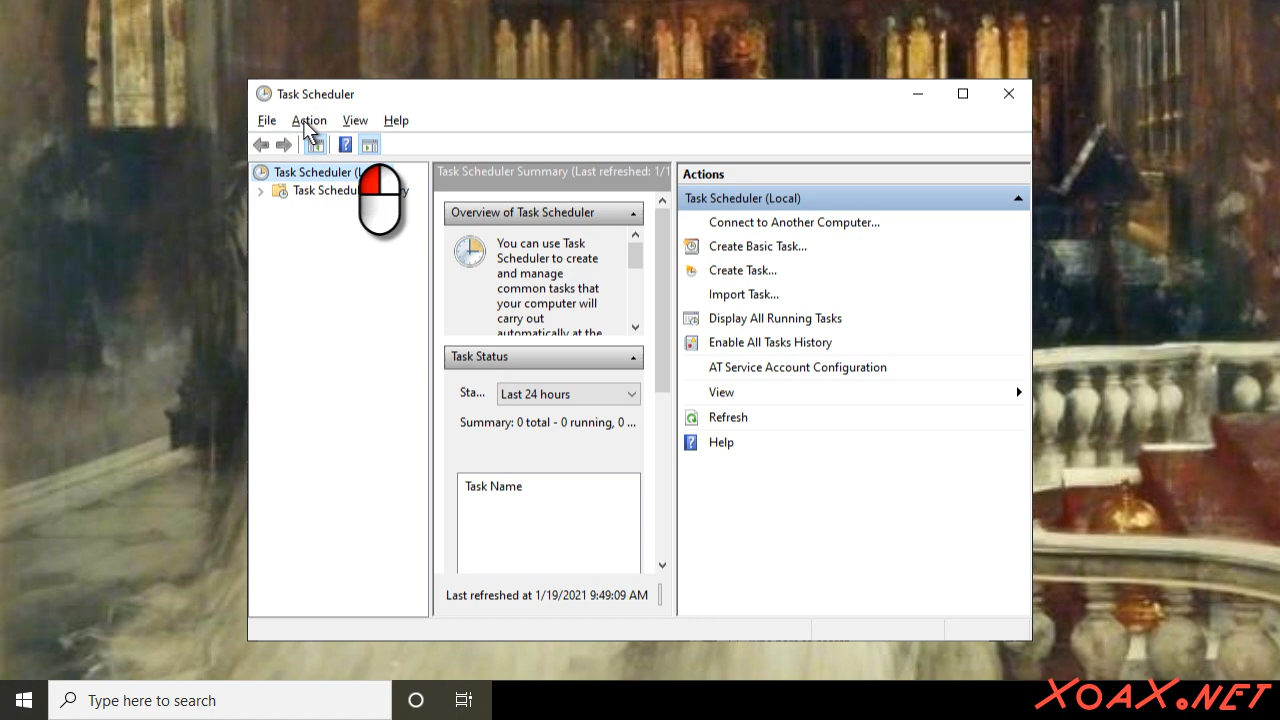 Task Scheduler
File Action View Help
Task Scheduler (L
Task Schedu y
Task Scheduler Summary (Last refreshed: 1/1
Overview of Task Scheduler
You can use Task
Scheduler to create
and manage
common tasks that
your computer will
carry out
automatically at the
Task Status
Sta... Last 24 hours
Summary: 0 total - 0 running, 0 ...
Task Name
Last refreshed at 1/19/2021 9:49:09 AM
Actions
Task Scheduler (Local)
Connect to Another Computer...
Create Basic Task...
Create Task...
Import Task...
Display All Running Tasks
Enable All Tasks History
AT Service Account Configuration
View
Refresh
Help
Type here to search
XOAX.NET